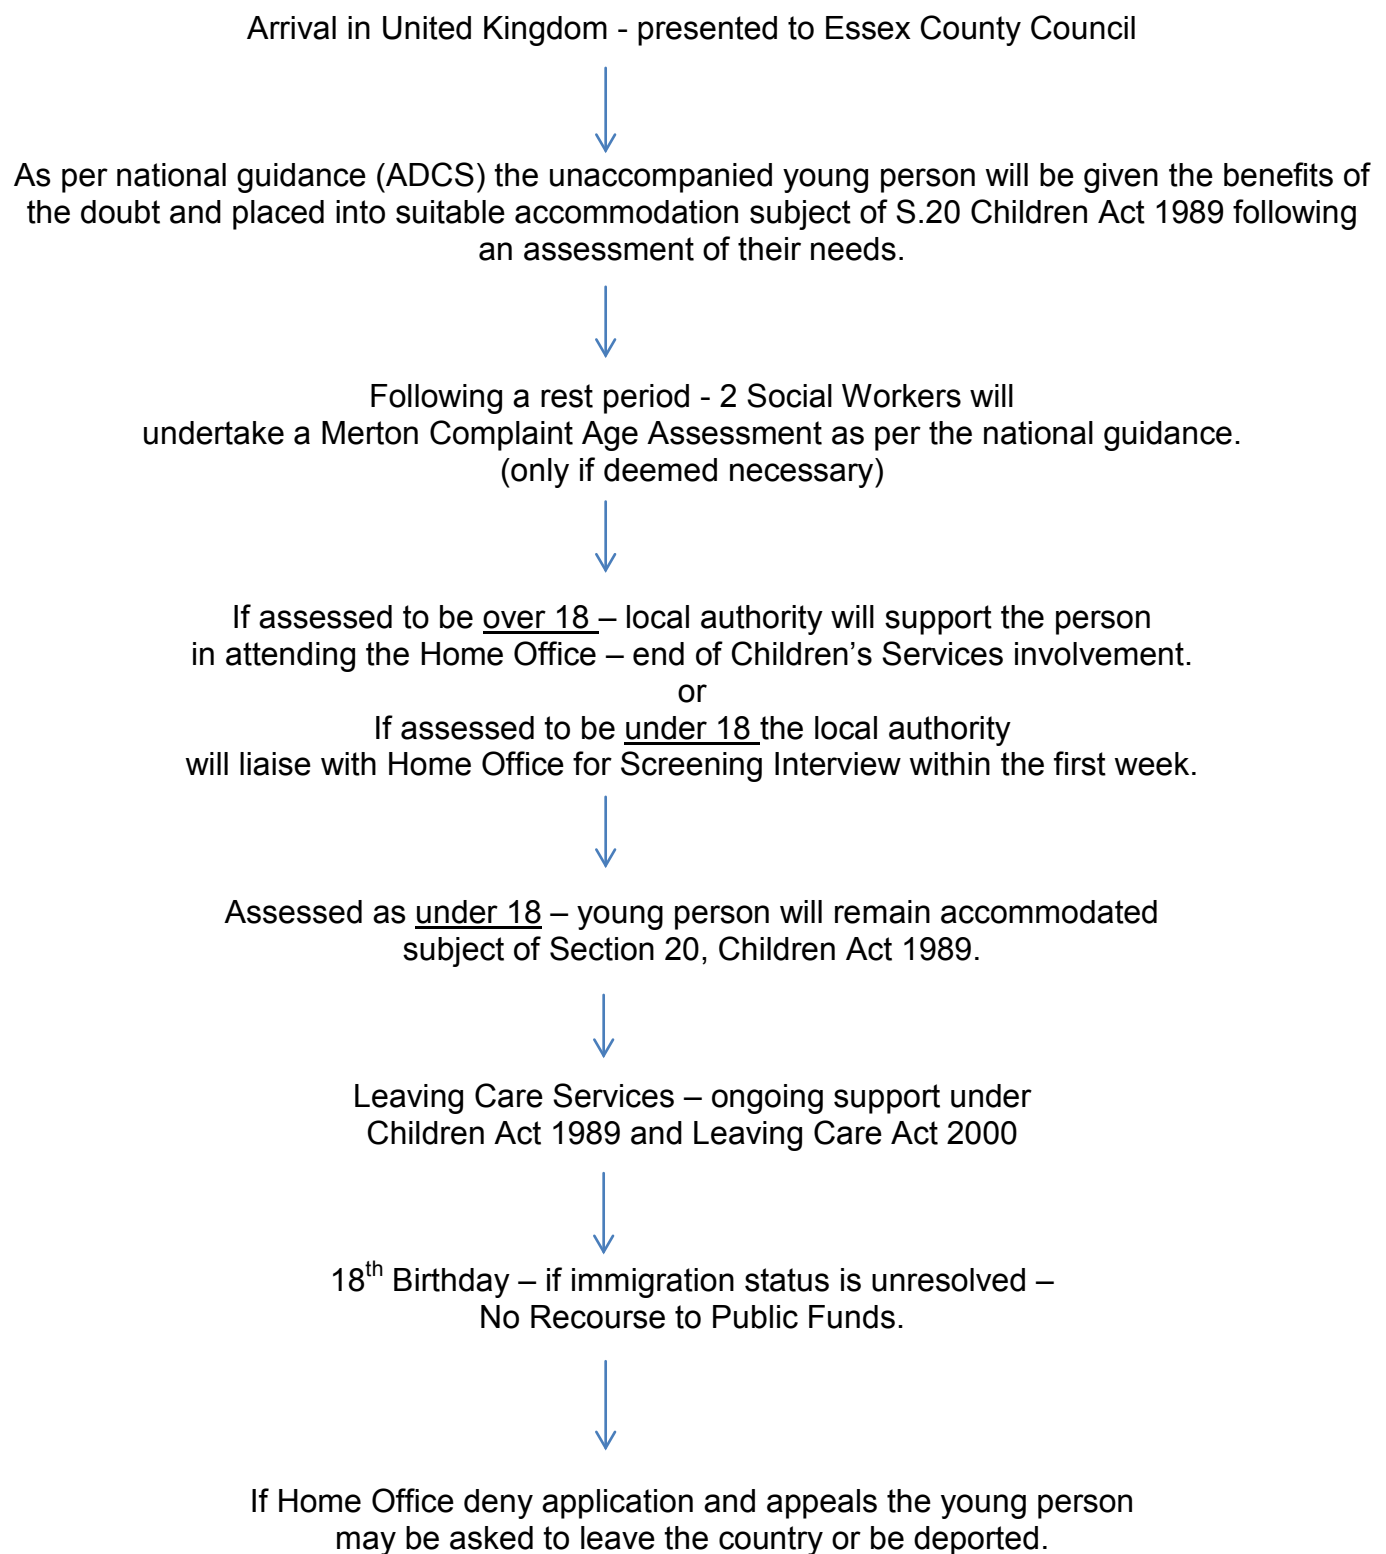 Arrival in United Kingdom - presented to Essex County Council
As per national guidance (ADCS) the unaccompanied young person will be given the benefits of
the doubt and placed into suitable accommodation subject of S.20 Children Act 1989 following
an assessment of their needs.
Following a rest period - 2 Social Workers will
undertake a Merton Complaint Age Assessment as per the national guidance.
(only if deemed necessary)
If assessed to be over 18 – local authority will support the person
in attending the Home Office – end of Children’s Services involvement.
or
If assessed to be under 18 the local authority
will liaise with Home Office for Screening Interview within the first week.
Assessed as under 18 – young person will remain accommodated
subject of Section 20, Children Act 1989.
Leaving Care Services – ongoing support under
Children Act 1989 and Leaving Care Act 2000
18th Birthday – if immigration status is unresolved –
No Recourse to Public Funds.
If Home Office deny application and appeals the young person
may be asked to leave the country or be deported.